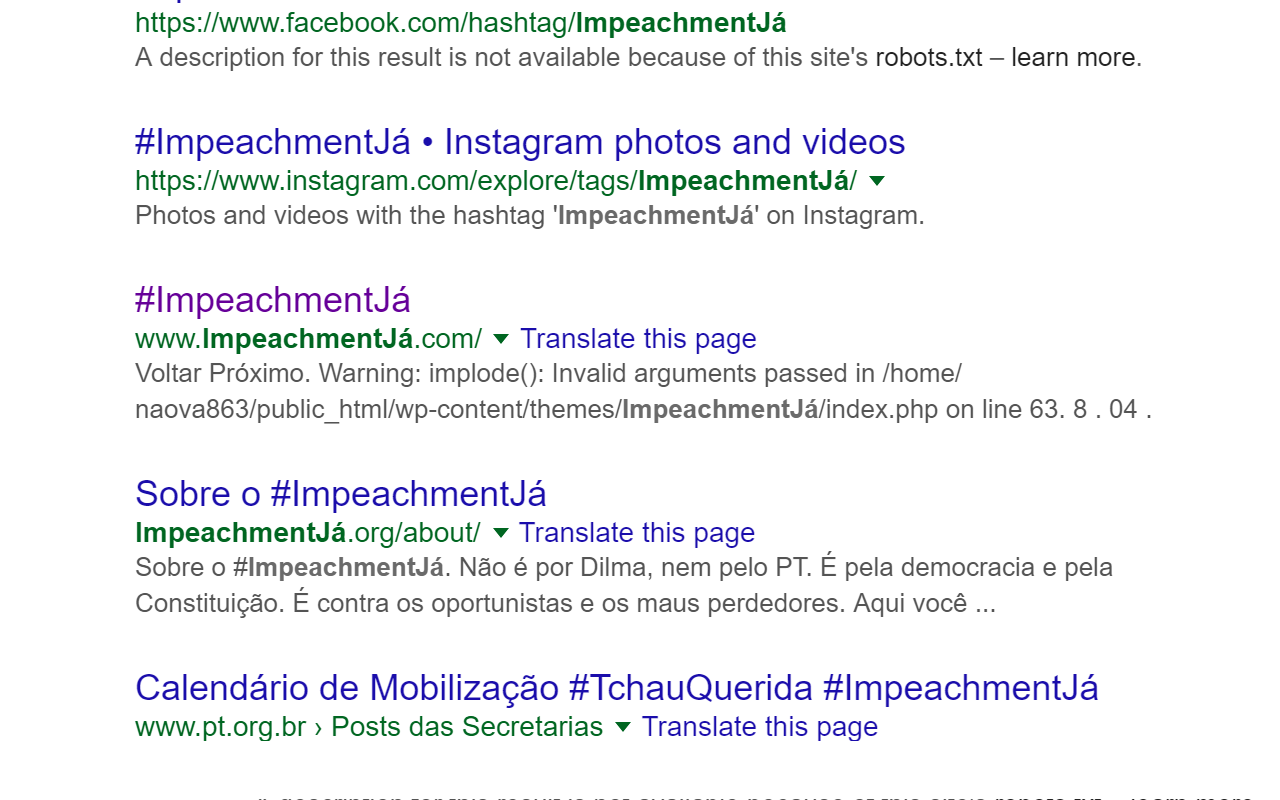 https://www.facebook.com/hashtag/ImpeachmentJá
A description for this result is not available because of this site's robots.txt – learn more.
#ImpeachmentJá • Instagram photos and videos
https://www.instagram.com/explore/tags/ImpeachmentJá/
Photos and videos with the hashtag 'ImpeachmentJá' on Instagram.
#ImpeachmentJá
www.ImpeachmentJá.com/ Translate this page
Voltar Próximo. Warning: implode(): Invalid arguments passed in /home/
naova863/public_html/wp-content/themes/ImpeachmentJá/index.php on line 63. 8 . 04 .
Sobre o #ImpeachmentJá
ImpeachmentJá.org/about/ Translate this page
Sobre o #ImpeachmentJá. Não é por Dilma, nem pelo PT. É pela democracia e pela
Constituição. É contra os oportunistas e os maus perdedores. Aqui você ...
Calendário de Mobilização #TchauQuerida #ImpeachmentJá
www.pt.org.br › Posts das Secretarias Translate this page